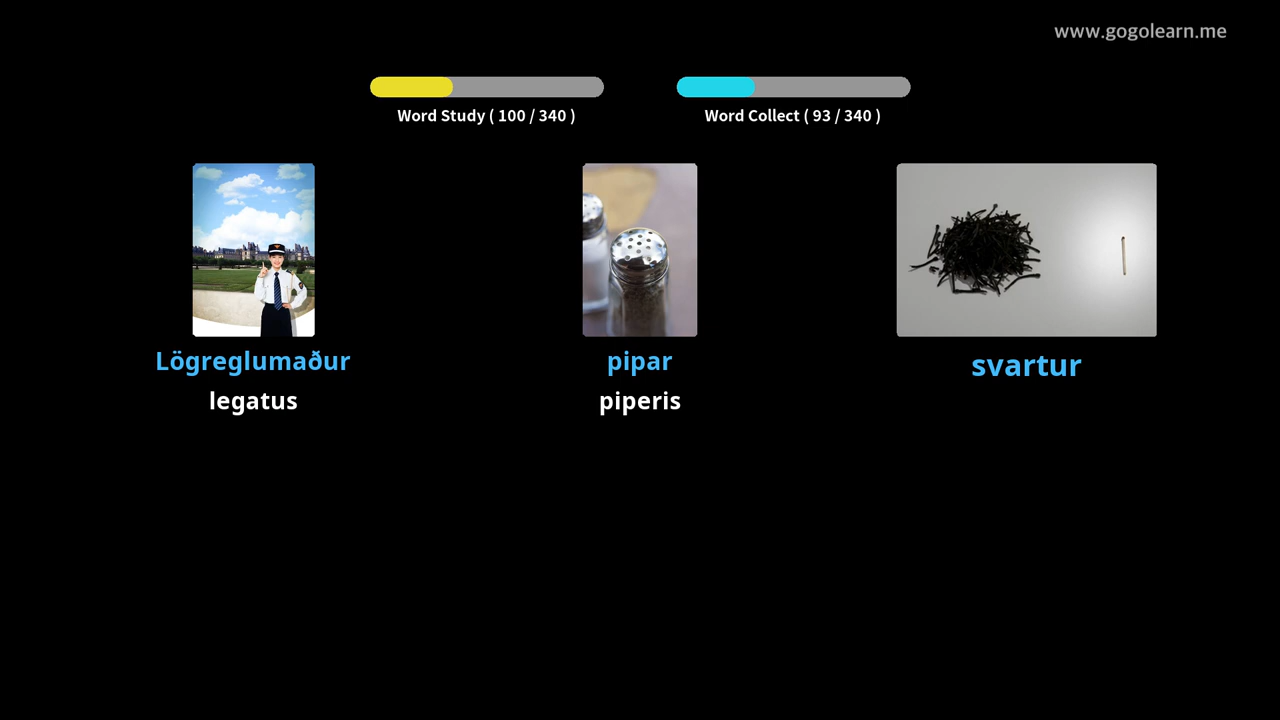 www.gogolearn.me
Word Study ( 100 / 340 )
Word Collect ( 93 / 340 )
Lögreglumaður
legatus
pipar
piperis
svartur